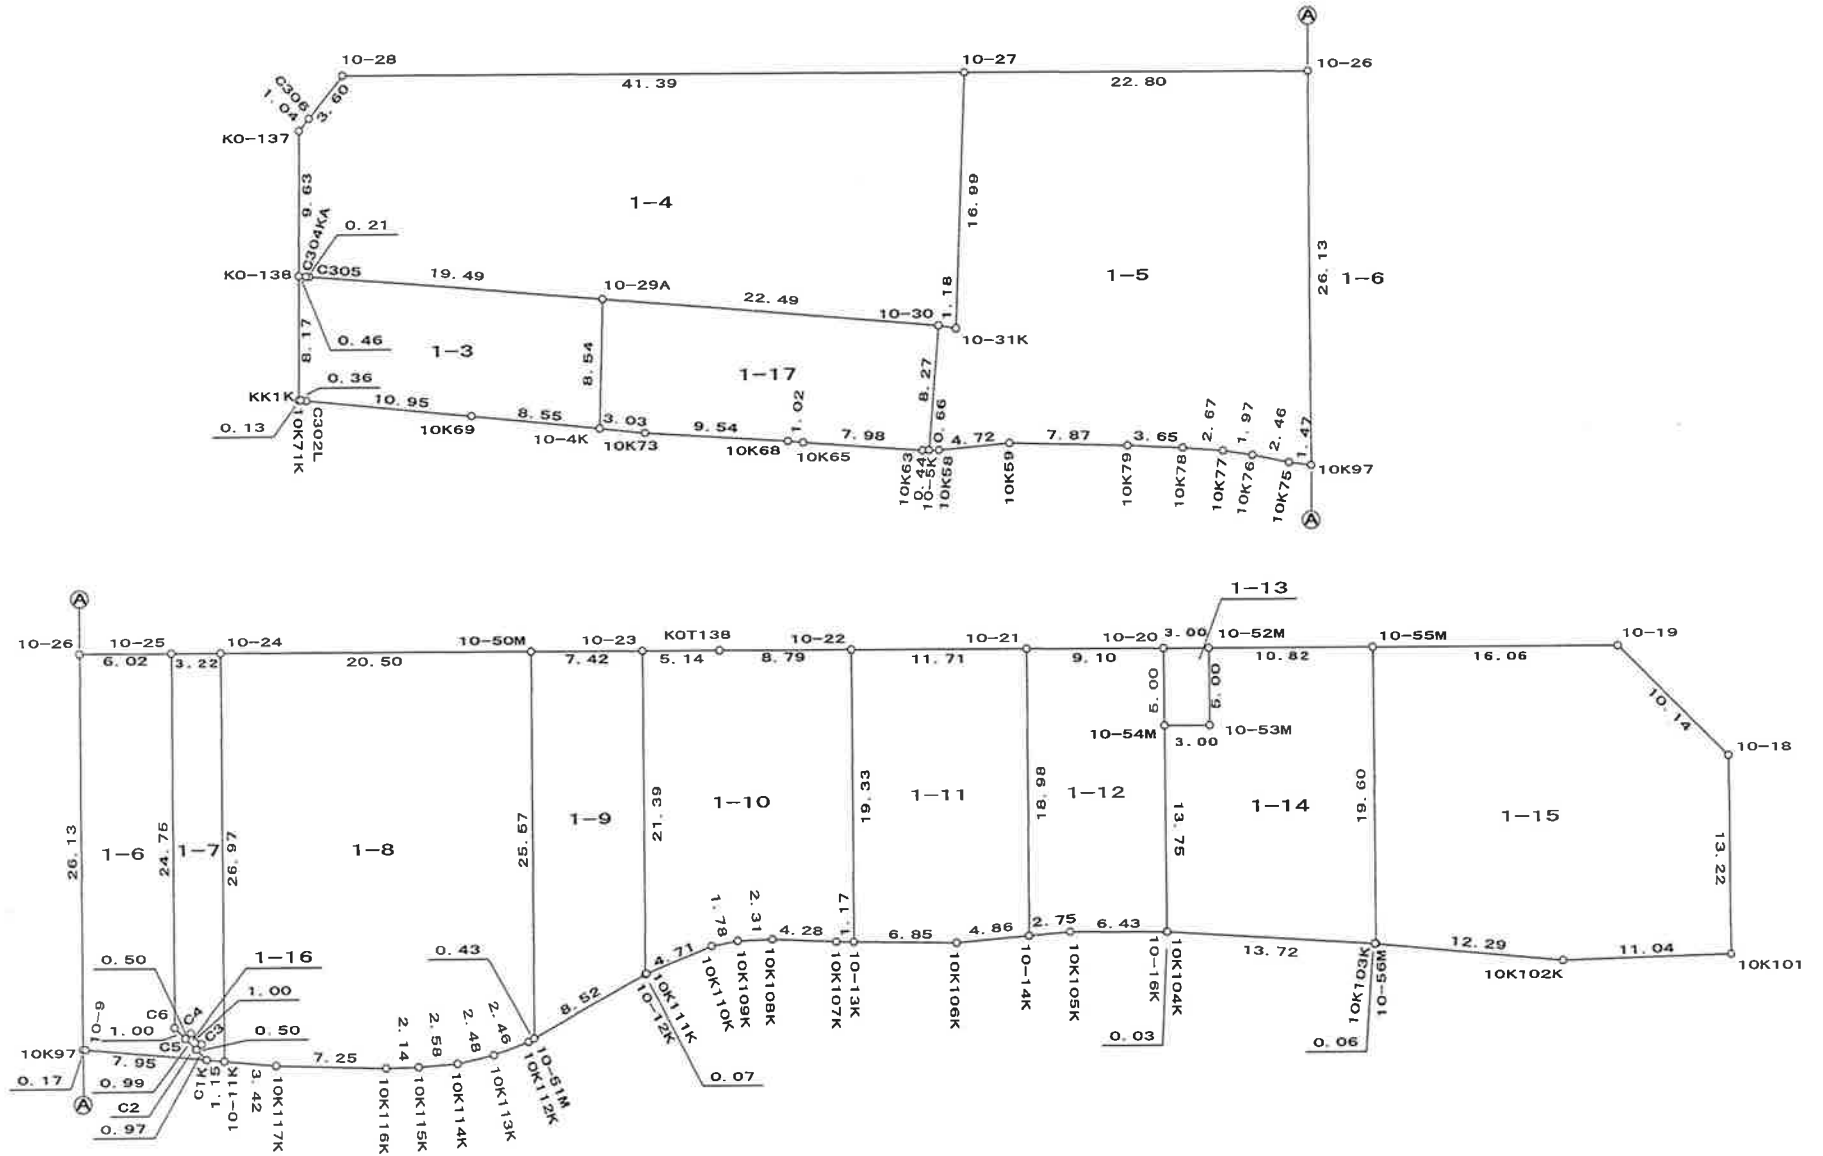 A
10-28
10-27
10-26
41. 39
22. 80
C306
1. 04
3. 60
KO-137
9. 63
16. 99
1-4
C304KA
0. 21
KO-138
C305
19. 49
10-29A
22. 49
10-30
1. 18
10-31K
1-5
26. 13
1-6
8. 17
0. 46
1-3
8. 54
1-17
8. 27
0. 36
KK1K
10. 95
8. 55
3. 03
9. 54
1. 02
7. 98
0. 66
4. 72
7. 87
3. 65
2. 67
1. 97
2. 46
1. 47
0. 13
10K71K
C302L
10K69
10-4K
10K73
10K68
10K65
10K63
0. 44
10-5K
10K58
10K59
10K79
10K78
10K77
10K76
10K75
10K97
A
A
1-13
10-26
10-25
10-24
10-50M
10-23
KOT138
10-22
10-21
10-20
3. 00
10-52M
10-55M
10-19
6. 02
3. 22
20. 50
7. 42
5. 14
8. 79
11. 71
9. 10
10. 82
16. 06
5. 00
5. 00
10. 14
10-54M
3. 00
10-53M
10-18
26. 13
1-6
24. 75
1-7
26. 97
1-8
25. 57
1-9
21. 39
1-10
19. 33
1-11
18. 98
1-12
13. 75
1-14
19. 60
1-15
13. 22
0. 50
1-16
0. 43
4. 71
1. 78
2. 31
4. 28
1. 17
6. 85
4. 86
2. 75
6. 43
13. 72
12. 29
11. 04
1. 00
8. 52
10K111K
10-12K
10K110K
10K109K
10K108K
10K107K
10-13K
10K106K
10-14K
10K105K
10-16K
10K104K
10K103K
10-56M
10K102K
10K101
10-9
C6
C4
1. 00
C5
C3
0. 50
10K97
7. 95
7. 25
2. 14
2. 58
2. 48
2. 46
0. 03
0. 06
0. 17
0. 99
C1K
1. 15
10-11K
3. 42
10K117K
10K116K
10K115K
10K114K
10K113K
10-51M
10K112K
0. 07
A
C2
0. 97